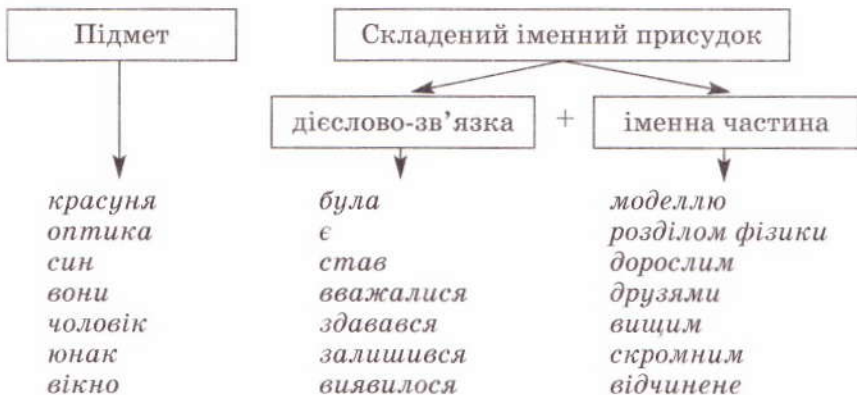 Підмет Складений іменний присудок
дієслово-зв’язка + іменна частина
красуня була моделлю
оптика є розділом фізики
син став дорослим
вони вважалися друзями
чоловік здавався вищим
юнак залишився скромним
вікно виявилося відчинене